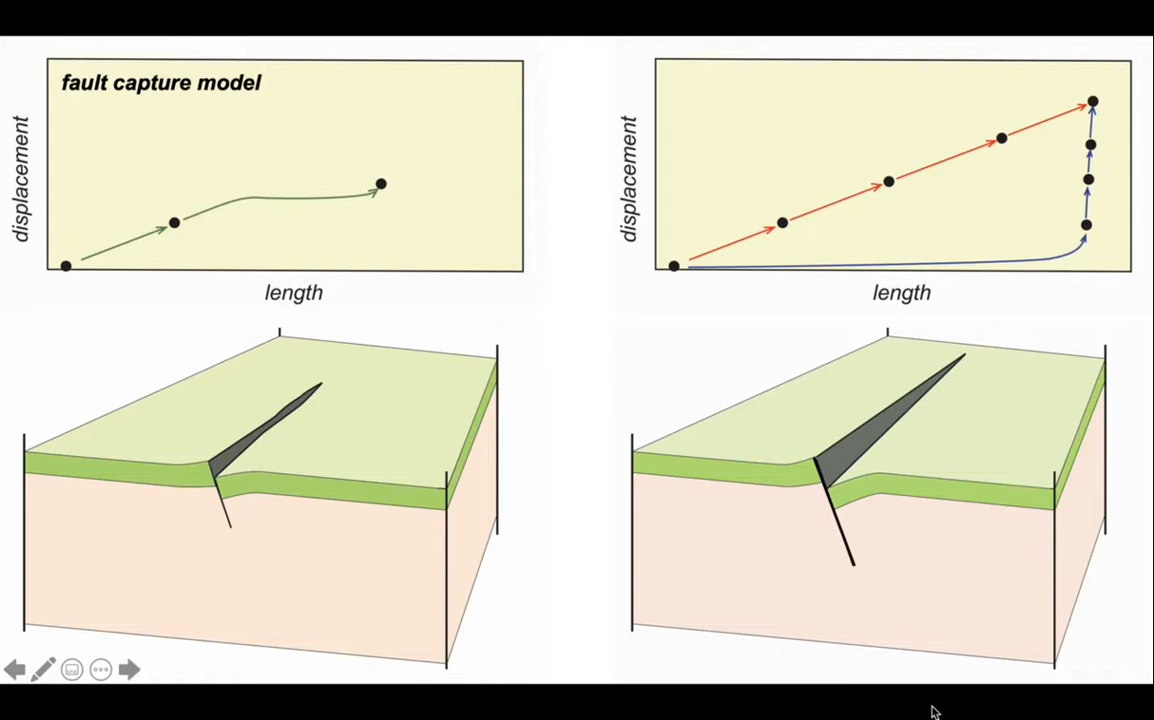 fault capture model
displacement
length
displacement
length